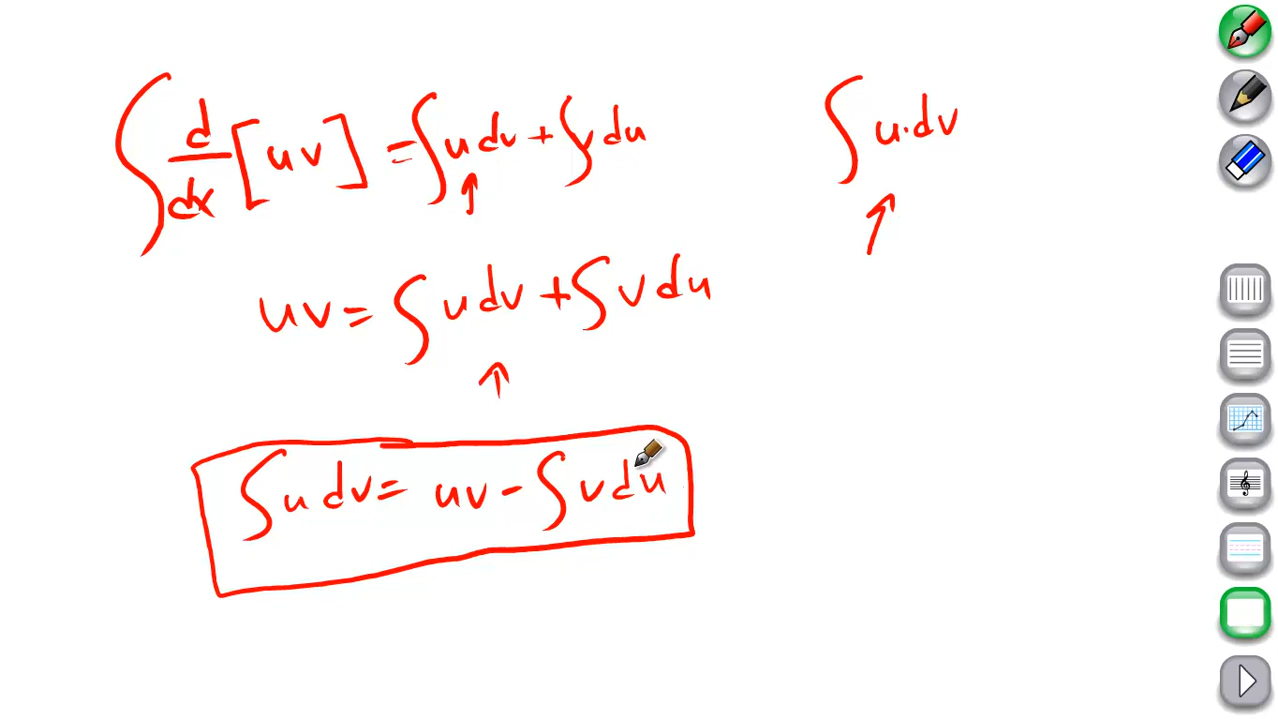 ∫ d/dx [uv] = ∫ u dv + ∫ v du
∫ u·dv
uv = ∫ u dv + ∫ v du
∫ u dv = uv - ∫ v du